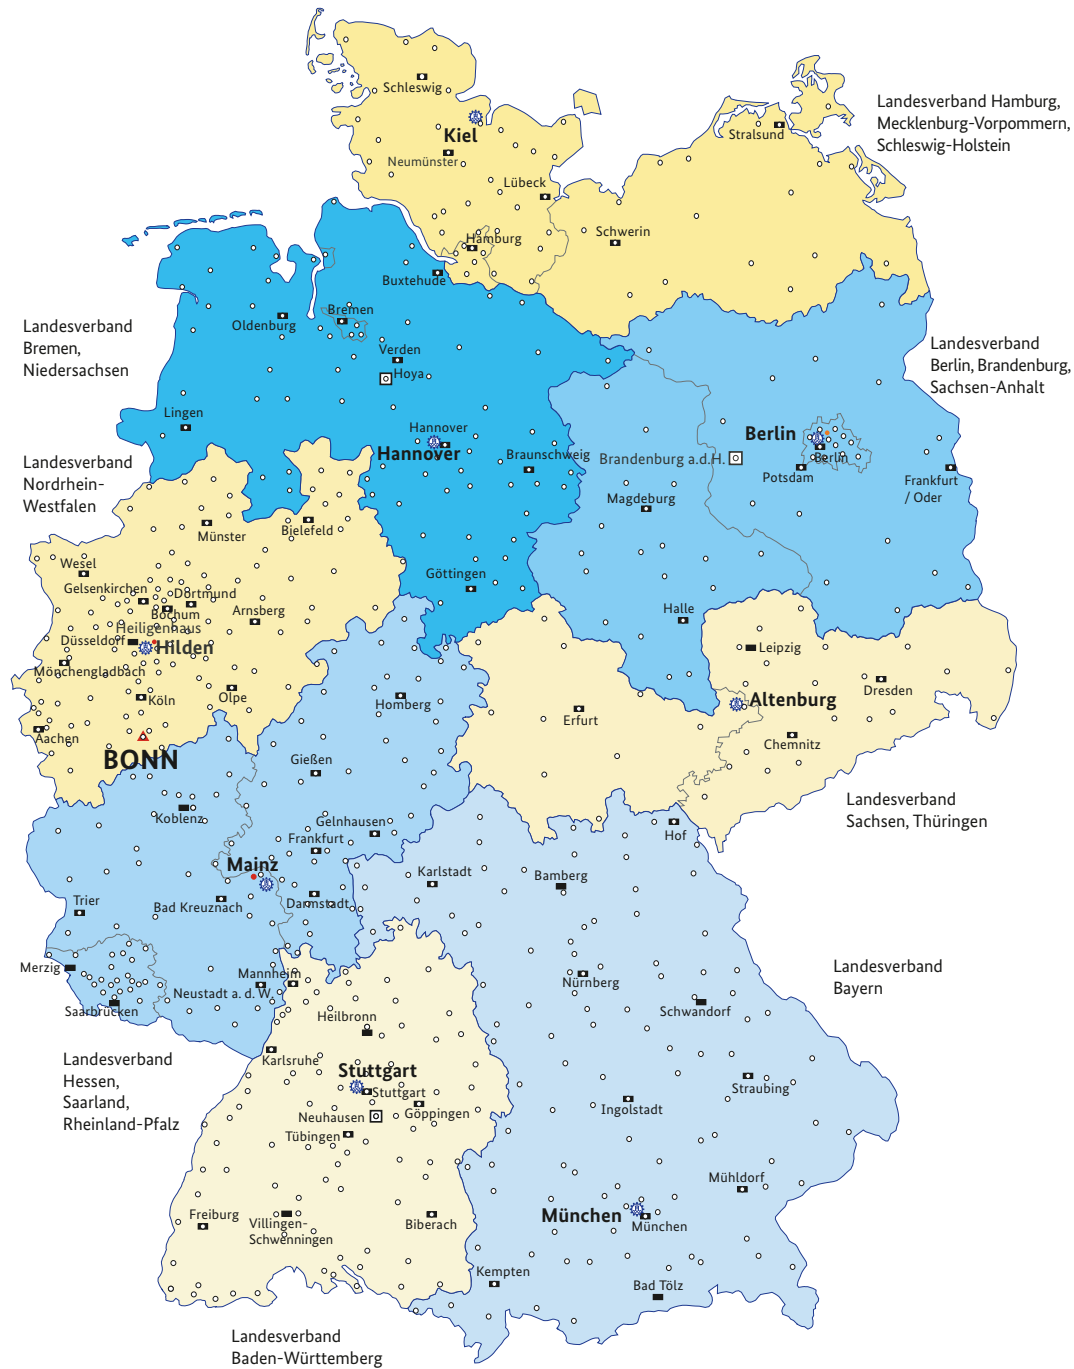 Schleswig
Kiel
Neumünster
Lübeck
Hamburg
Stralsund
Schwerin
Landesverband Hamburg,
Mecklenburg-Vorpommern,
Schleswig-Holstein
Buxtehude
Bremen
Oldenburg
Verden
Hoya
Lingen
Hannover
Hannover
Braunschweig
Göttingen
Landesverband
Bremen,
Niedersachsen
Landesverband
Berlin, Brandenburg,
Sachsen-Anhalt
Berlin
Berlin
Brandenburg a.d.H.
Potsdam
Frankfurt
/ Oder
Magdeburg
Halle
Landesverband
Nordrhein-
Westfalen
Münster
Bielefeld
Wesel
Gelsenkirchen
Dortmund
Bochum
Arnsberg
Heiligenhaus
Düsseldorf
Hilden
Mönchengladbach
Köln
Olpe
Aachen
BONN
Leipzig
Altenburg
Dresden
Erfurt
Chemnitz
Landesverband
Sachsen, Thüringen
Homberg
Gießen
Koblenz
Gelnhausen
Frankfurt
Mainz
Trier
Bad Kreuznach
Darmstadt
Merzig
Saarbrücken
Neustadt a. d. W.
Landesverband
Hessen,
Saarland,
Rheinland-Pfalz
Mannheim
Heilbronn
Karlsruhe
Stuttgart
Stuttgart
Neuhausen
Göppingen
Tübingen
Freiburg
Villingen-
Schwenningen
Biberach
Landesverband
Baden-Württemberg
Hof
Karlstadt
Bamberg
Nürnberg
Schwandorf
Landesverband
Bayern
Straubing
Ingolstadt
Mühldorf
München
München
Kempten
Bad Tölz